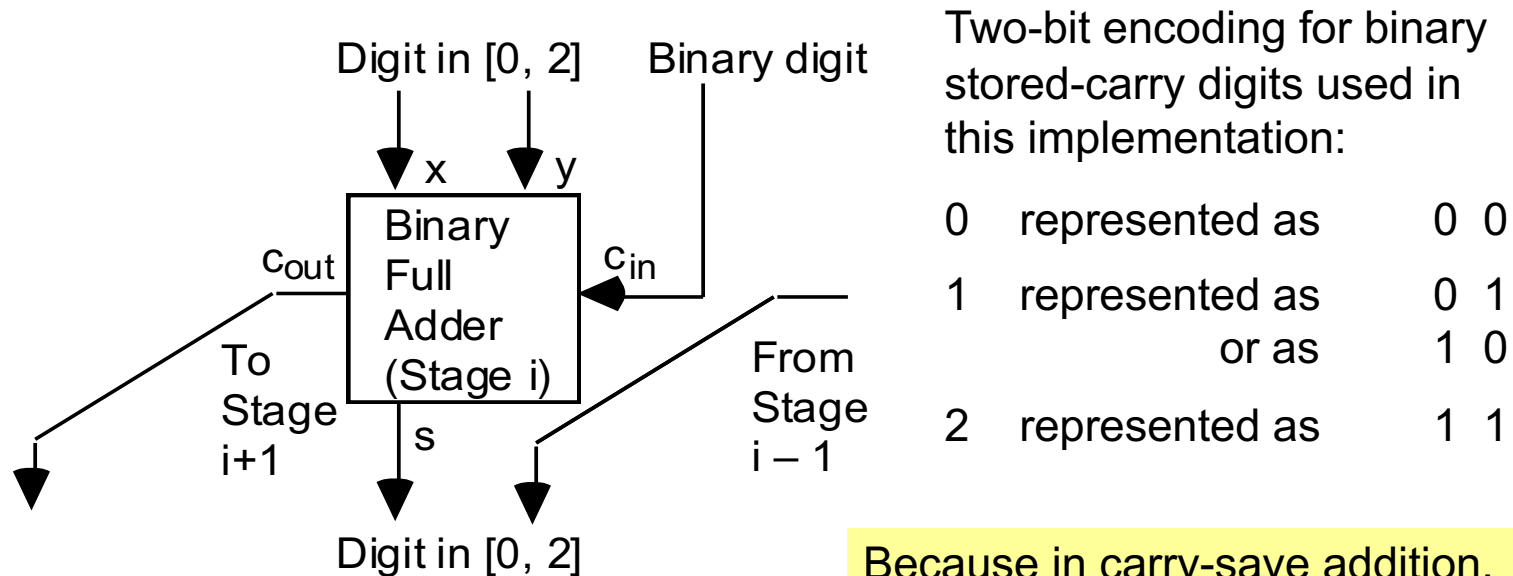 Digit in [0, 2]
Binary digit
x
y
Binary
Full
Adder
(Stage i)
cout
cin
To
Stage
i+1
s
From
Stage
i – 1
Digit in [0, 2]
Two-bit encoding for binary
stored-carry digits used in
this implementation:
0 represented as 0 0
1 represented as 0 1
or as 1 0
2 represented as 1 1
Because in carry-save addition,